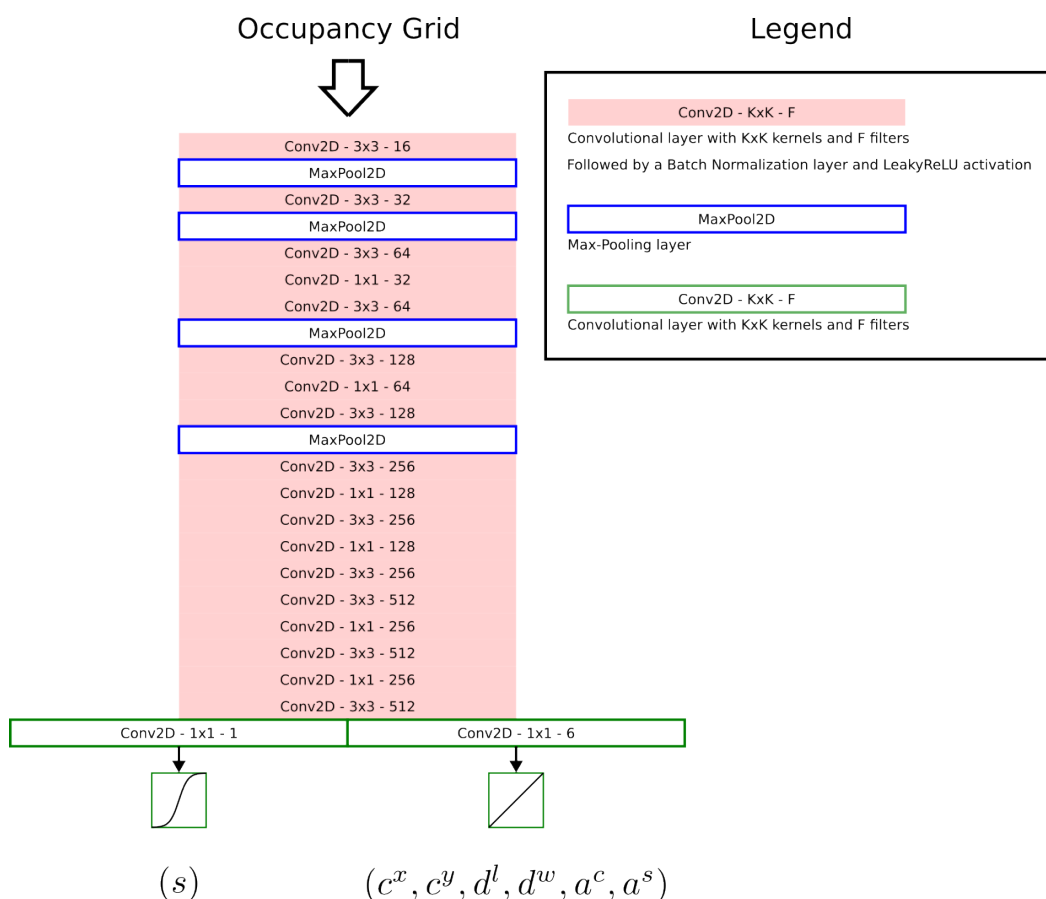 Occupancy Grid
Conv2D - 3x3 - 16
MaxPool2D
Conv2D - 3x3 - 32
MaxPool2D
Conv2D - 3x3 - 64
Conv2D - 1x1 - 32
Conv2D - 3x3 - 64
MaxPool2D
Conv2D - 3x3 - 128
Conv2D - 1x1 - 64
Conv2D - 3x3 - 128
MaxPool2D
Conv2D - 3x3 - 256
Conv2D - 1x1 - 128
Conv2D - 3x3 - 256
Conv2D - 1x1 - 128
Conv2D - 3x3 - 256
Conv2D - 3x3 - 512
Conv2D - 1x1 - 256
Conv2D - 3x3 - 512
Conv2D - 1x1 - 256
Conv2D - 3x3 - 512
Conv2D - 1x1 - 1
Conv2D - 1x1 - 6
(s)
(c^x, c^y, d^l, d^w, a^c, a^s)
Legend
Conv2D - KxK - F
Convolutional layer with KxK kernels and F filters
Followed by a Batch Normalization layer and LeakyReLU activation
MaxPool2D
Max-Pooling layer
Conv2D - KxK - F
Convolutional layer with KxK kernels and F filters